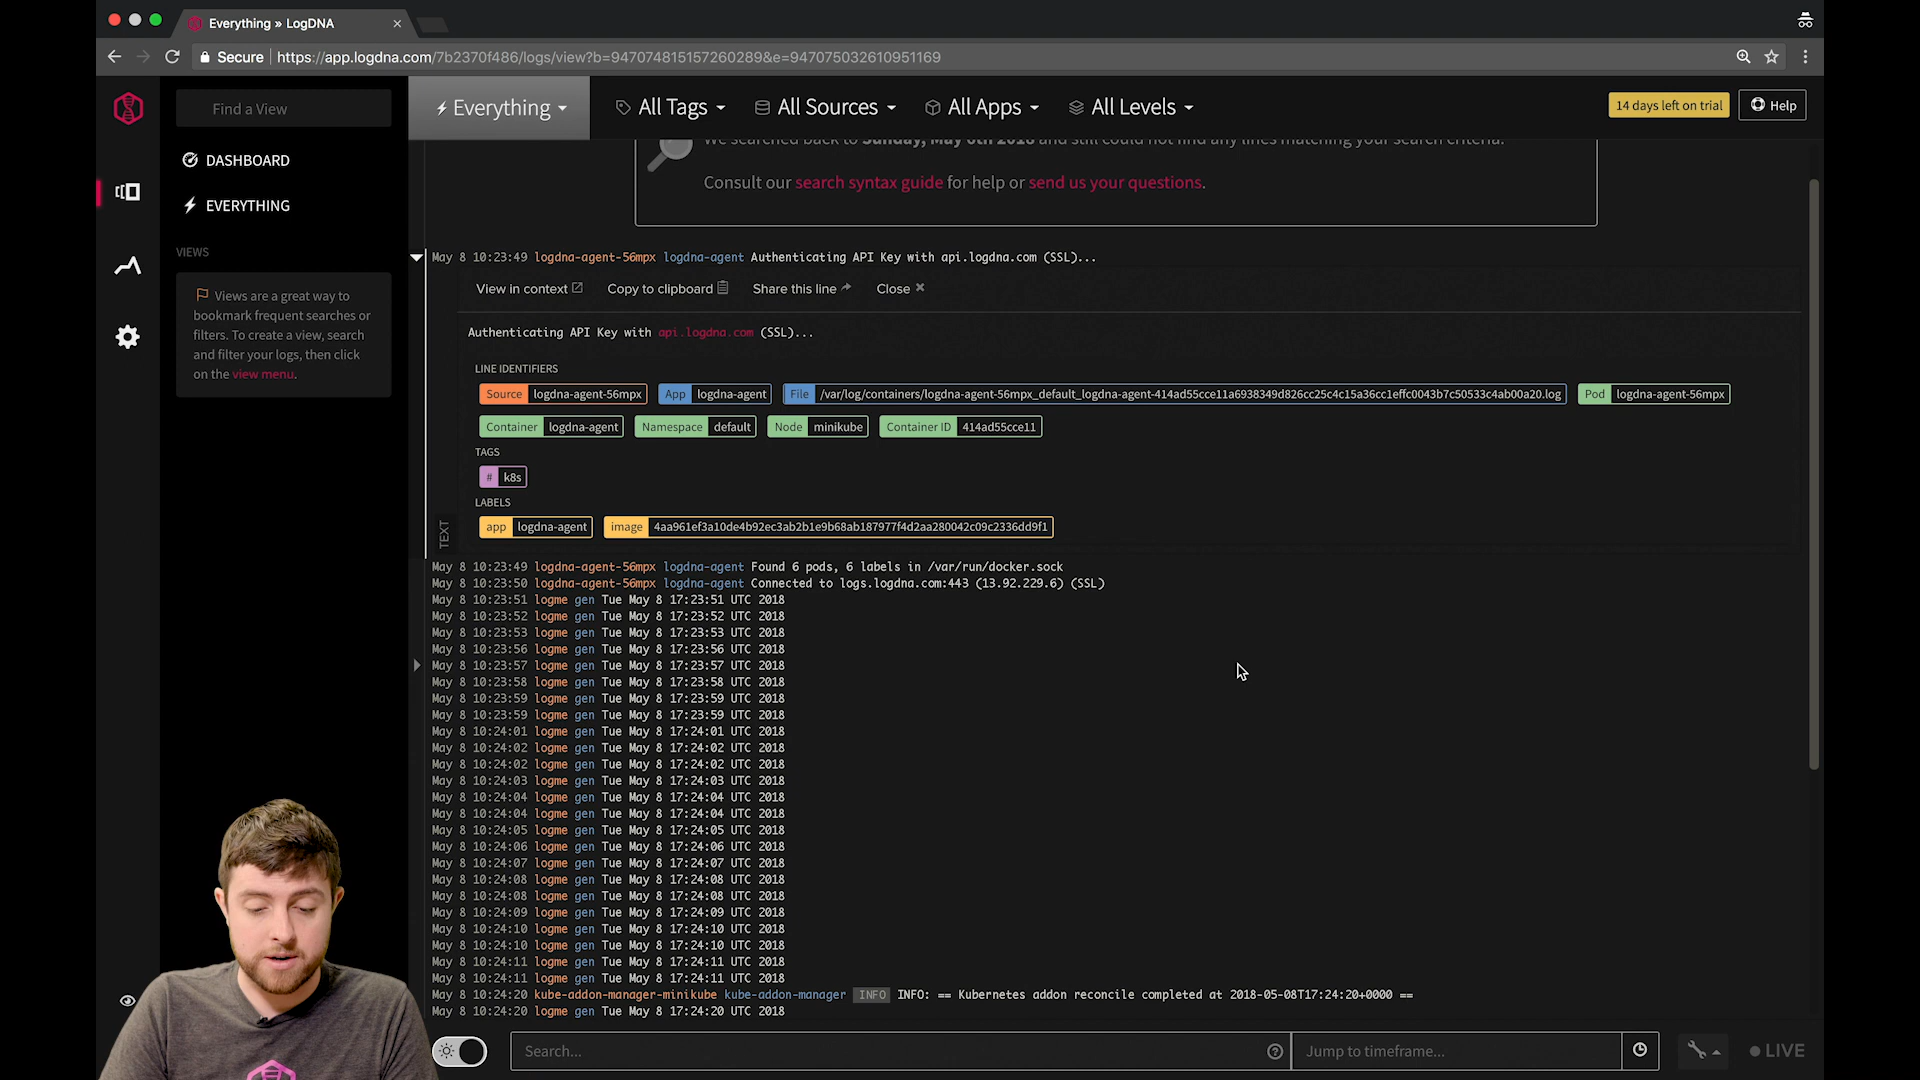 Everything » LogDNA
Secure https://app.logdna.com/7b2370f486/logs/view?b=947074815157260289&e=947075032610951169
Find a View
DASHBOARD
EVERYTHING
VIEWS
Views are a great way to
bookmark frequent searches or
filters. To create a view, search
and filter your logs, then click
on the view menu.
Everything
All Tags
All Sources
All Apps
All Levels
14 days left on trial
Help
We searched back to Sunday, May 6th 2018 and still could not find any lines matching your search criteria.
Consult our search syntax guide for help or send us your questions.
May 8 10:23:49 logdna-agent-56mpx logdna-agent Authenticating API Key with api.logdna.com (SSL)...
View in context Copy to clipboard Share this line Close
Authenticating API Key with api.logdna.com (SSL)...
LINE IDENTIFIERS
Source logdna-agent-56mpx App logdna-agent File /var/log/containers/logdna-agent-56mpx_default_logdna-agent-414ad55cce11a6938349d826cc25c4c15a36cc1effc0043b7c50533c4ab00a20.log Pod logdna-agent-56mpx
Container logdna-agent Namespace default Node minikube Container ID 414ad55cce11
TAGS
# k8s
LABELS
app logdna-agent image 4aa961ef3a10de4b92ec3ab2b1e9b68ab187977f4d2aa280042c09c2336dd9f1
TEXT
May 8 10:23:49 logdna-agent-56mpx logdna-agent Found 6 pods, 6 labels in /var/run/docker.sock
May 8 10:23:50 logdna-agent-56mpx logdna-agent Connected to logs.logdna.com:443 (13.92.229.6) (SSL)
May 8 10:23:51 logme gen Tue May 8 17:23:51 UTC 2018
May 8 10:23:52 logme gen Tue May 8 17:23:52 UTC 2018
May 8 10:23:53 logme gen Tue May 8 17:23:53 UTC 2018
May 8 10:23:56 logme gen Tue May 8 17:23:56 UTC 2018
May 8 10:23:57 logme gen Tue May 8 17:23:57 UTC 2018
May 8 10:23:58 logme gen Tue May 8 17:23:58 UTC 2018
May 8 10:23:59 logme gen Tue May 8 17:23:59 UTC 2018
May 8 10:23:59 logme gen Tue May 8 17:23:59 UTC 2018
May 8 10:24:01 logme gen Tue May 8 17:24:01 UTC 2018
May 8 10:24:02 logme gen Tue May 8 17:24:02 UTC 2018
May 8 10:24:02 logme gen Tue May 8 17:24:02 UTC 2018
May 8 10:24:03 logme gen Tue May 8 17:24:03 UTC 2018
May 8 10:24:04 logme gen Tue May 8 17:24:04 UTC 2018
May 8 10:24:04 logme gen Tue May 8 17:24:04 UTC 2018
May 8 10:24:05 logme gen Tue May 8 17:24:05 UTC 2018
May 8 10:24:06 logme gen Tue May 8 17:24:06 UTC 2018
May 8 10:24:07 logme gen Tue May 8 17:24:07 UTC 2018
May 8 10:24:08 logme gen Tue May 8 17:24:08 UTC 2018
May 8 10:24:08 logme gen Tue May 8 17:24:08 UTC 2018
May 8 10:24:09 logme gen Tue May 8 17:24:09 UTC 2018
May 8 10:24:10 logme gen Tue May 8 17:24:10 UTC 2018
May 8 10:24:10 logme gen Tue May 8 17:24:10 UTC 2018
May 8 10:24:11 logme gen Tue May 8 17:24:11 UTC 2018
May 8 10:24:11 logme gen Tue May 8 17:24:11 UTC 2018
May 8 10:24:20 kube-addon-manager-minikube kube-addon-manager INFO INFO: == Kubernetes addon reconcile completed at 2018-05-08T17:24:20+0000 ==
May 8 10:24:20 logme gen Tue May 8 17:24:20 UTC 2018
Search...
Jump to timeframe...
LIVE